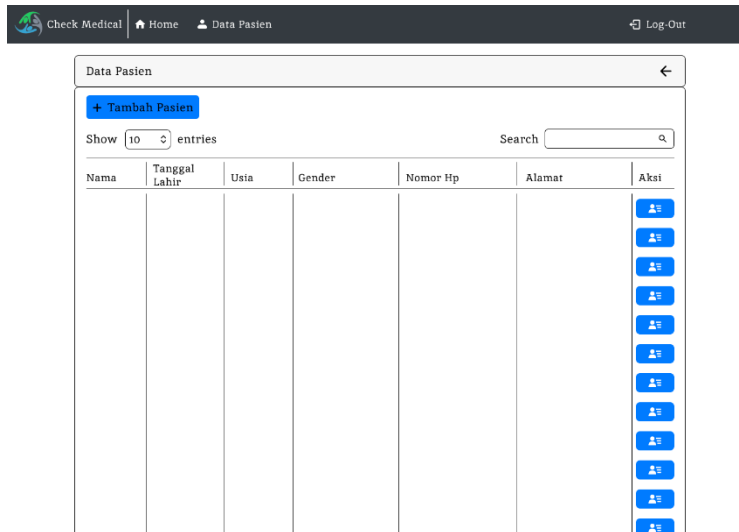 Check Medical Home Data Pasien Log-Out
Data Pasien
+ Tambah Pasien
Show 10 entries Search
Nama Tanggal Lahir Usia Gender Nomor Hp Alamat Aksi